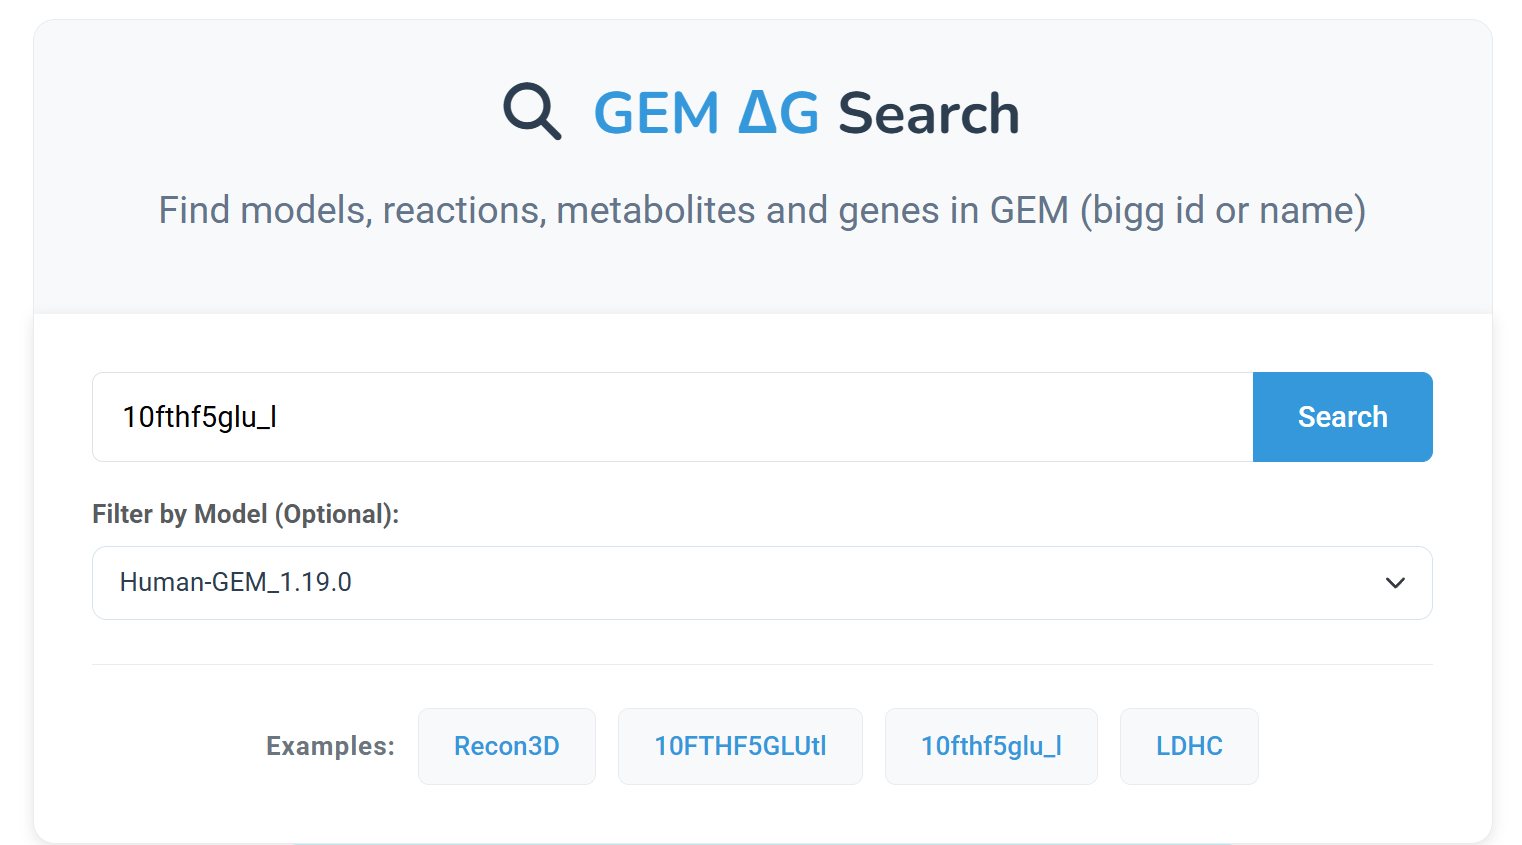 GEM ΔG Search
Find models, reactions, metabolites and genes in GEM (bigg id or name)
10fthf5glu_l
Search
Filter by Model (Optional):
Human-GEM_1.19.0
Examples: Recon3D 10FTHF5GLUtl 10fthf5glu_l LDHC